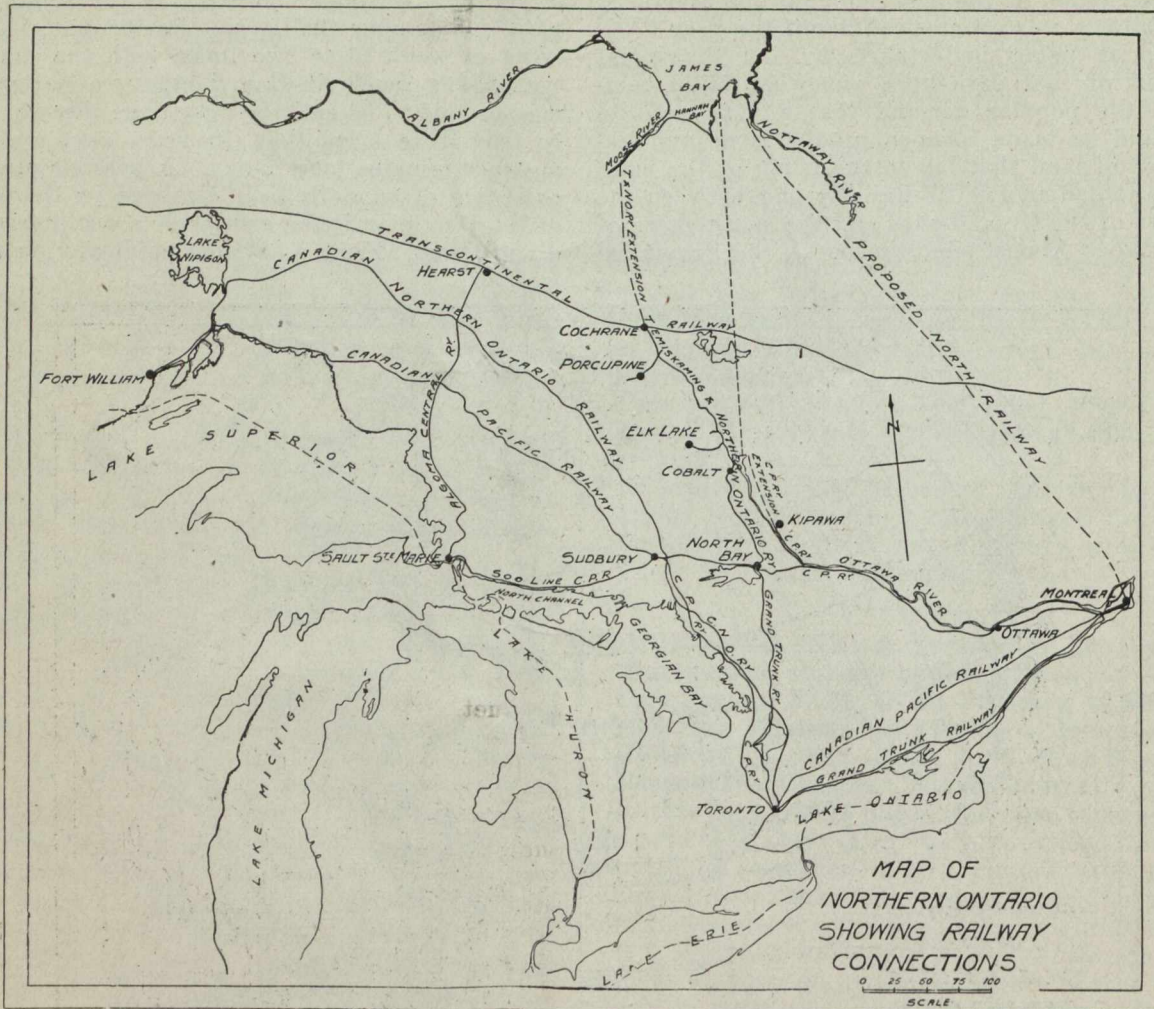 JAMES
BAY
ALBANY RIVER
HANNAH
BAY
MOOSE RIVER
NOTTAWAY RIVER
T & N O RY EXTENSION
PROPOSED NORTH RAILWAY
LAKE
NIPIGON
TRANSCONTINENTAL RAILWAY
HEARST
CANADIAN NORTHERN ONTARIO RAILWAY
COCHRANE
PORCUPINE
FORT WILLIAM
CANADIAN PACIFIC RAILWAY
TEMISKAMING & NORTHERN ONTARIO RY
ALGOMA CENTRAL RY
LAKE SUPERIOR
ELK LAKE
COBALT
N
C.P. RY
EXTENSION
KIPAWA
C.P.RY
SAULT STE MARIE
SUDBURY
NORTH
BAY
C.P. RY.
OTTAWA RIVER
SOO LINE C.P.R
NORTH CHANNEL
MONTREAL
OTTAWA
C.P. RY
C.N.O.RY
GRAND TRUNK RY
GEORGIAN BAY
LAKE HURON
LAKE MICHIGAN
CANADIAN PACIFIC RAILWAY
GRAND TRUNK RAILWAY
C.P.RY
TORONTO
LAKE ONTARIO
LAKE ERIE
MAP OF
NORTHERN ONTARIO
SHOWING RAILWAY
CONNECTIONS
0 25 50 75 100
SCALE